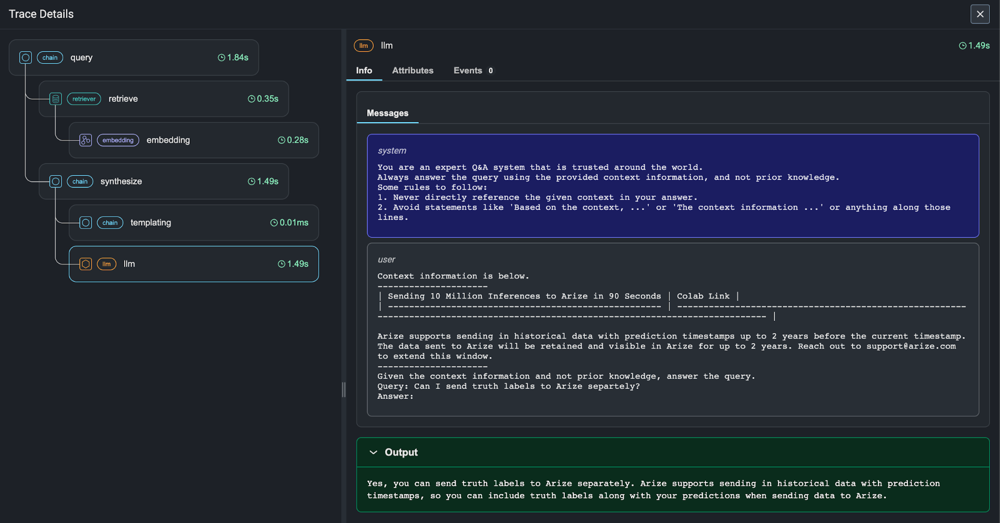 Trace Details
chain query 1.84s
retriever retrieve 0.35s
embedding embedding 0.28s
chain synthesize 1.49s
chain templating 0.01ms
llm llm 1.49s
llm llm 1.49s
Info Attributes Events 0
Messages
system
You are an expert Q&A system that is trusted around the world.
Always answer the query using the provided context information, and not prior knowledge.
Some rules to follow:
1. Never directly reference the given context in your answer.
2. Avoid statements like 'Based on the context, ...' or 'The context information ...' or anything along those
lines.
user
Context information is below.
---------------------
| Sending 10 Million Inferences to Arize in 90 Seconds | Colab Link |
| ---------------------------------------------------- | -------------------------------------------------------
-------------------------------------------------------------------------- |
Arize supports sending in historical data with prediction timestamps up to 2 years before the current timestamp.
The data sent to Arize will be retained and visible in Arize for up to 2 years. Reach out to support@arize.com
to extend this window.
---------------------
Given the context information and not prior knowledge, answer the query.
Query: Can I send truth labels to Arize separtely?
Answer:
Output
Yes, you can send truth labels to Arize separately. Arize supports sending in historical data with prediction
timestamps, so you can include truth labels along with your predictions when sending data to Arize.